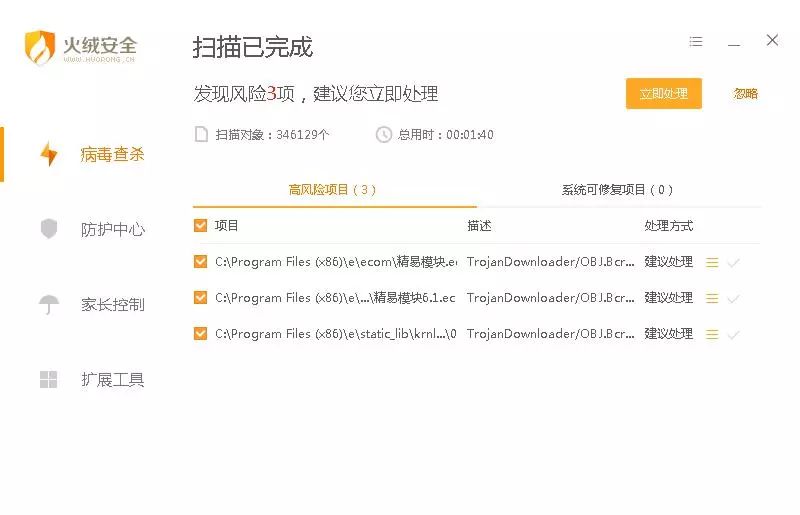 火绒安全
WWW.HUORONG.CN
扫描已完成
发现风险3项，建议您立即处理
立即处理
忽略
扫描对象：346129个
总用时：00:01:40
病毒查杀
防护中心
家长控制
扩展工具
高风险项目（3）
系统可修复项目（0）
项目 描述 处理方式
C:\Program Files (x86)\e\ecom\精易模块.ec TrojanDownloader/OBJ.Bcr... 建议处理
C:\Program Files (x86)\e\...\精易模块6.1.ec TrojanDownloader/OBJ.Bcr... 建议处理
C:\Program Files (x86)\e\static_lib\krnl...\0 TrojanDownloader/OBJ.Bcr... 建议处理